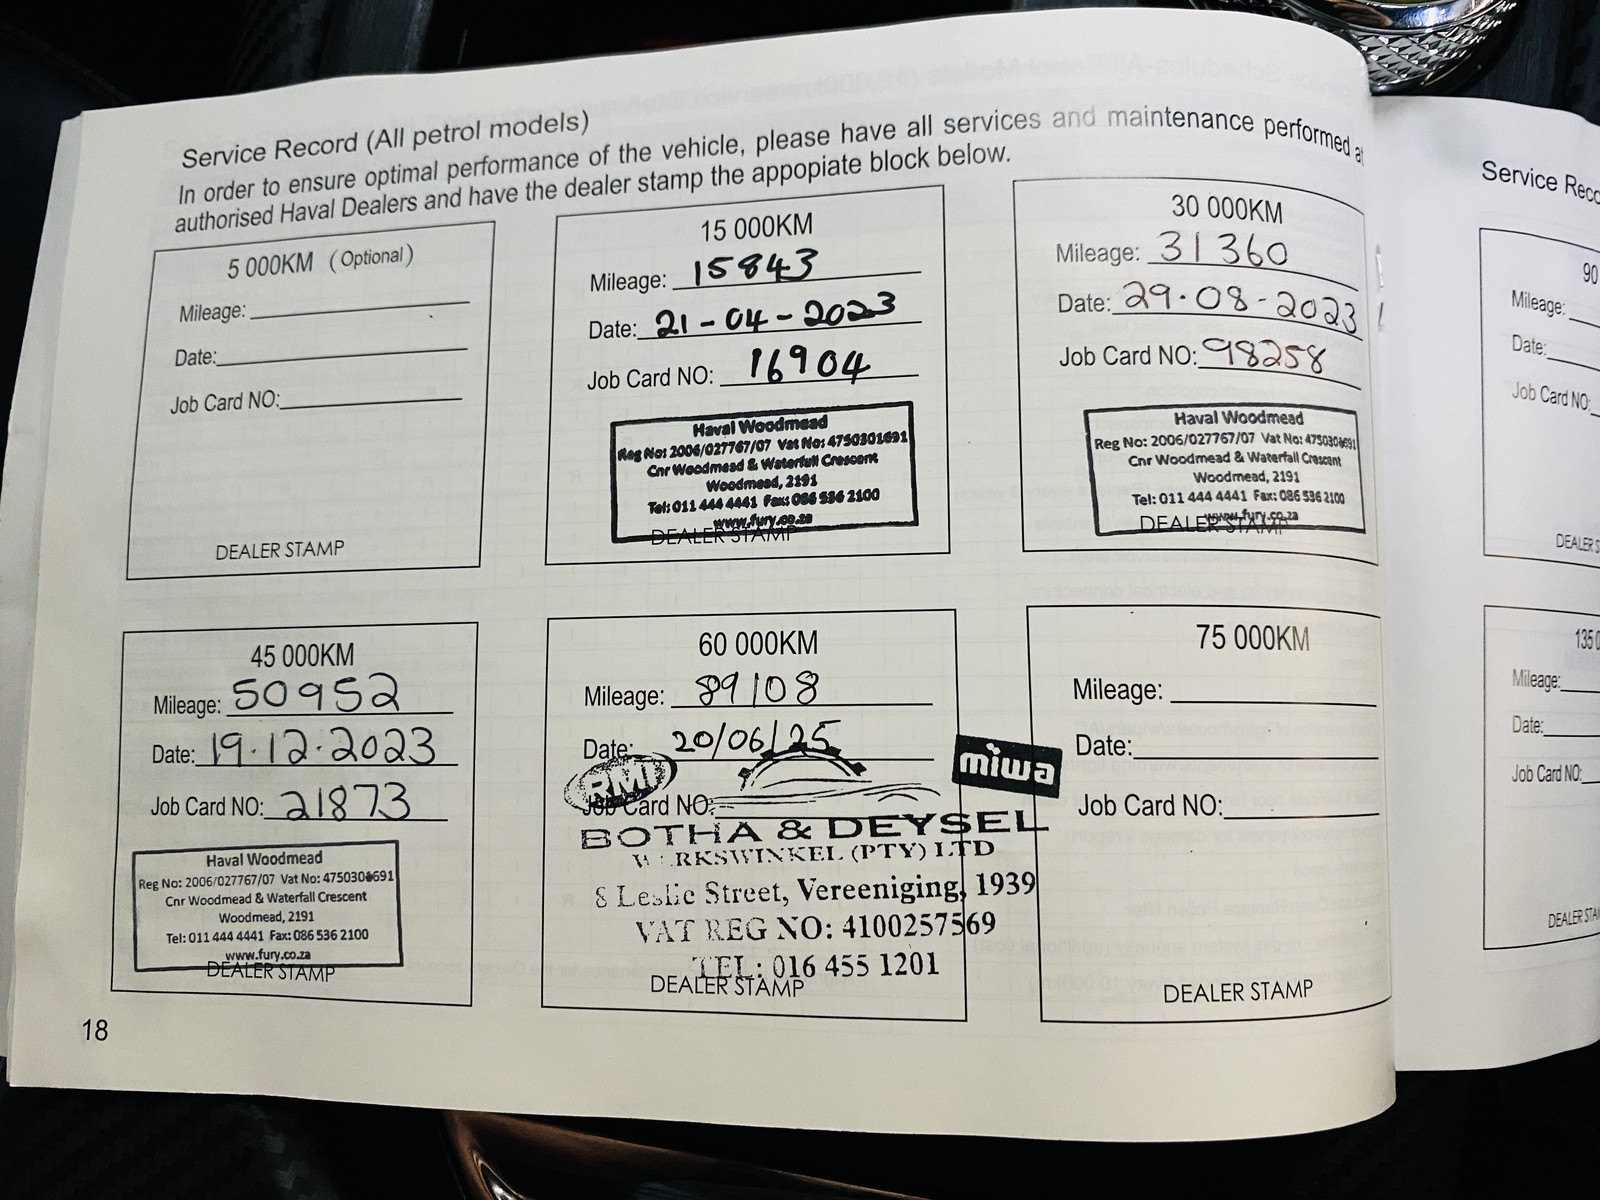 Service Record (All petrol models)
In order to ensure optimal performance of the vehicle, please have all services and maintenance performed
authorised Haval Dealers and have the dealer stamp the appopiate block below.
5 000KM (Optional)
Mileage:
Date:
Job Card NO:
DEALER STAMP
15 000KM
Mileage: 15843
Date: 21-04-2023
Job Card NO: 16904
Haval Woodmead
Reg No: 2006/027767/07 Vat No: 4750301691
Cnr Woodmead & Waterfall Crescent
Woodmead, 2191
Tel: 011 444 4441 Fax: 086 536 2100
www.fury.co.za
DEALER STAMP
30 000KM
Mileage: 31360
Date: 29-08-2023
Job Card NO: 98258
Haval Woodmead
Reg No: 2006/027767/07 Vat No: 4750301691
Cnr Woodmead & Waterfall Crescent
Woodmead, 2191
Tel: 011 444 4441 Fax: 086 536 2100
www.fury.co.za
DEALER STAMP
45 000KM
Mileage: 50952
Date: 19.12.2023
Job Card NO: 21873
Haval Woodmead
Reg No: 2006/027767/07 Vat No: 4750301691
Cnr Woodmead & Waterfall Crescent
Woodmead, 2191
Tel: 011 444 4441 Fax: 086 536 2100
www.fury.co.za
DEALER STAMP
60 000KM
Mileage: 89108
Date: 20/06/25
RMI
miwa
Job Card NO:
BOTHA & DEYSEL
WERKSWINKEL (PTY) LTD
8 Leslie Street, Vereeniging, 1939
VAT REG NO: 4100257569
TEL: 016 455 1201
DEALER STAMP
75 000KM
Mileage:
Date:
Job Card NO:
DEALER STAMP
18
Service
90
Mileage:
Date:
Job Card NO:
DEALER
135
Mileage:
Date:
Job Card NO:
DEALER